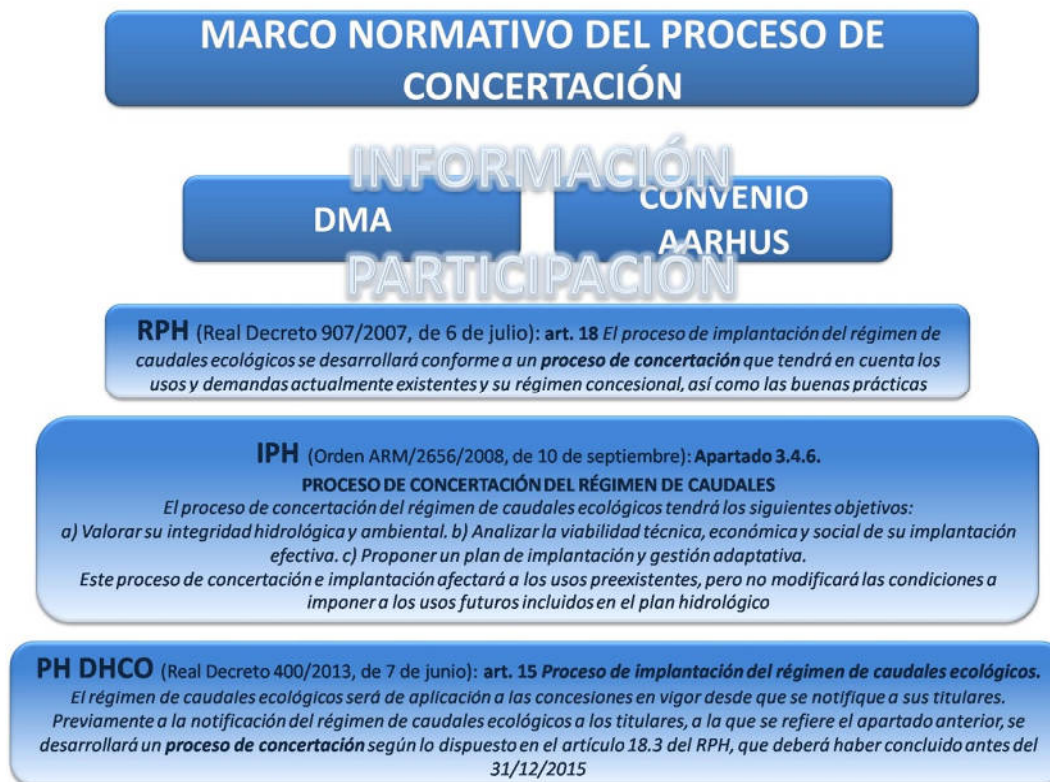 MARCO NORMATIVO DEL PROCESO DE
CONCERTACIÓN
INFORMACIÓN
DMA
CONVENIO
AARHUS
PARTICIPACIÓN
RPH (Real Decreto 907/2007, de 6 de julio): art. 18 El proceso de implantación del régimen de
caudales ecológicos se desarrollará conforme a un proceso de concertación que tendrá en cuenta los
usos y demandas actualmente existentes y su régimen concesional, así como las buenas prácticas
IPH (Orden ARM/2656/2008, de 10 de septiembre): Apartado 3.4.6.
PROCESO DE CONCERTACIÓN DEL RÉGIMEN DE CAUDALES
El proceso de concertación del régimen de caudales ecológicos tendrá los siguientes objetivos:
a) Valorar su integridad hidrológica y ambiental. b) Analizar la viabilidad técnica, económica y social de su implantación
efectiva. c) Proponer un plan de implantación y gestión adaptativa.
Este proceso de concertación e implantación afectará a los usos preexistentes, pero no modificará las condiciones a
imponer a los usos futuros incluidos en el plan hidrológico
PH DHCO (Real Decreto 400/2013, de 7 de junio): art. 15 Proceso de implantación del régimen de caudales ecológicos.
El régimen de caudales ecológicos será de aplicación a las concesiones en vigor desde que se notifique a sus titulares.
Previamente a la notificación del régimen de caudales ecológicos a los titulares, a la que se refiere el apartado anterior, se
desarrollará un proceso de concertación según lo dispuesto en el artículo 18.3 del RPH, que deberá haber concluido antes del
31/12/2015